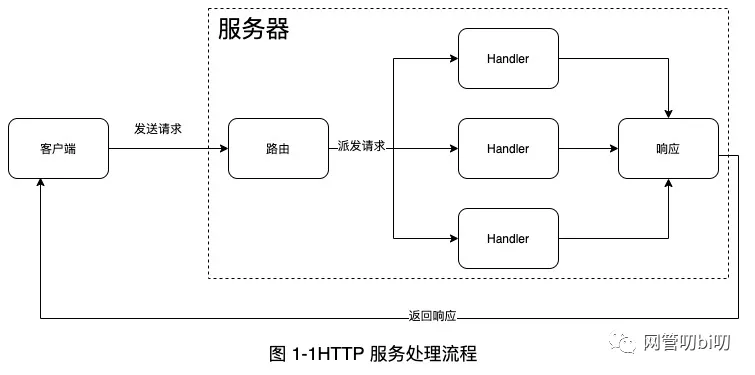 服务器
Handler
发送请求
客户端
路由
派发请求
Handler
响应
Handler
返回响应
网管叨bi叨
图 1-1HTTP 服务处理流程